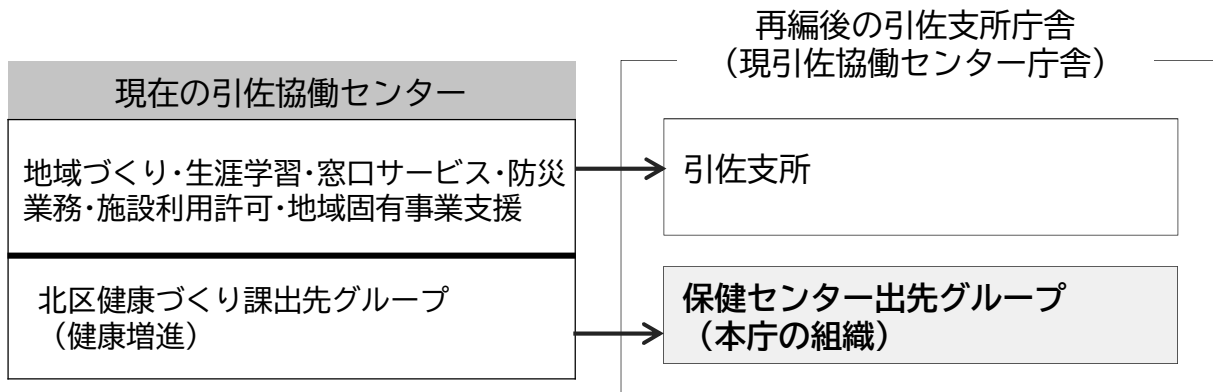 再編後の引佐支所庁舎
（現引佐協働センター庁舎）
現在の引佐協働センター
地域づくり・生涯学習・窓口サービス・防災
業務・施設利用許可・地域固有事業支援
引佐支所
北区健康づくり課出先グループ
（健康増進）
保健センター出先グループ
（本庁の組織）